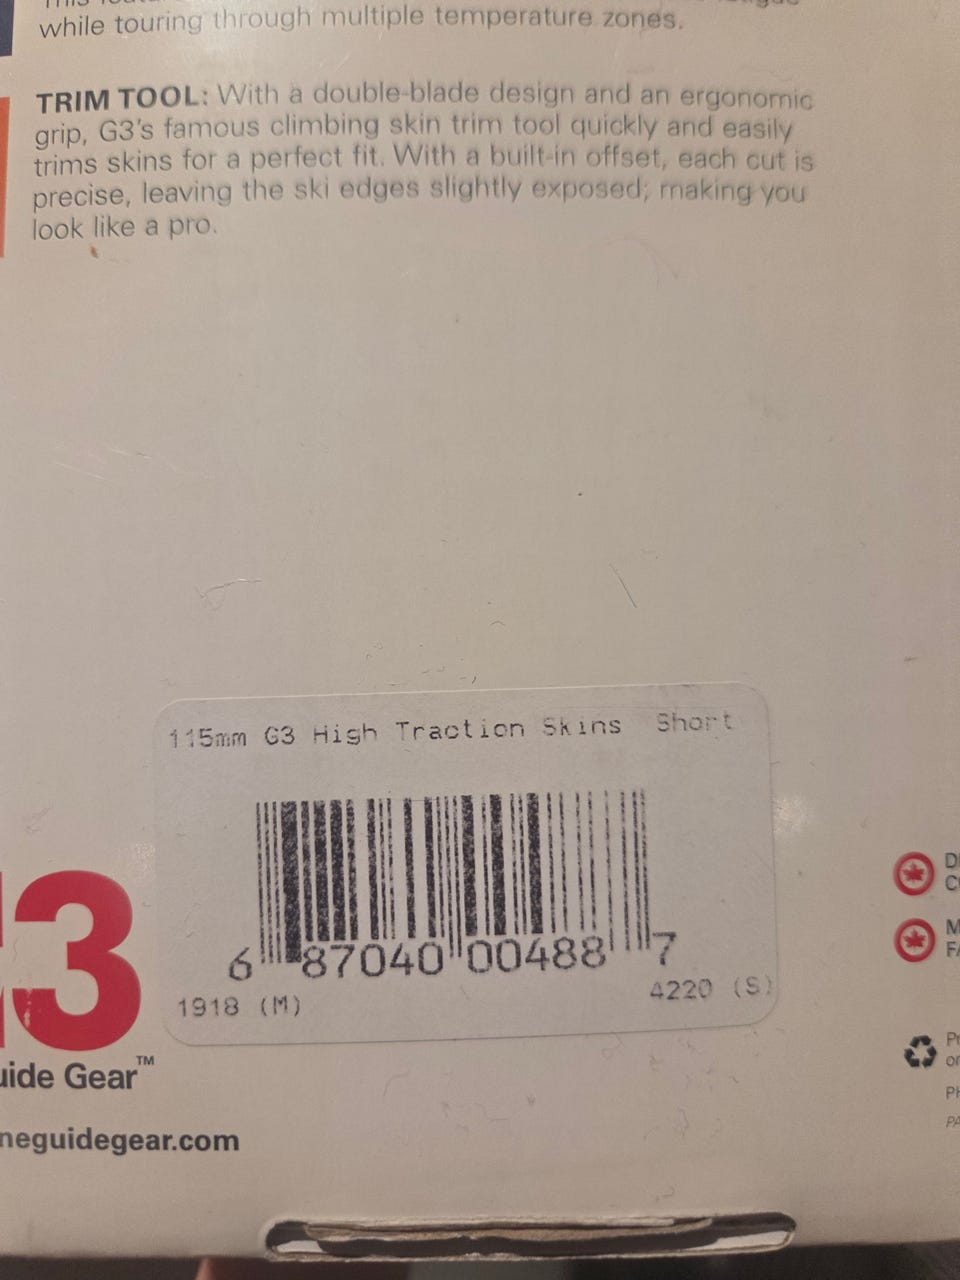 while touring through multiple temperature zones.
TRIM TOOL: With a double-blade design and an ergonomic
grip, G3's famous climbing skin trim tool quickly and easily
trims skins for a perfect fit. With a built-in offset, each cut is
precise, leaving the ski edges slightly exposed; making you
look like a pro.
115mm G3 High Traction Skins Short
6 87040 00488 7
1918 (M) 4220 (S)
3
uide Gear™
neguidegear.com